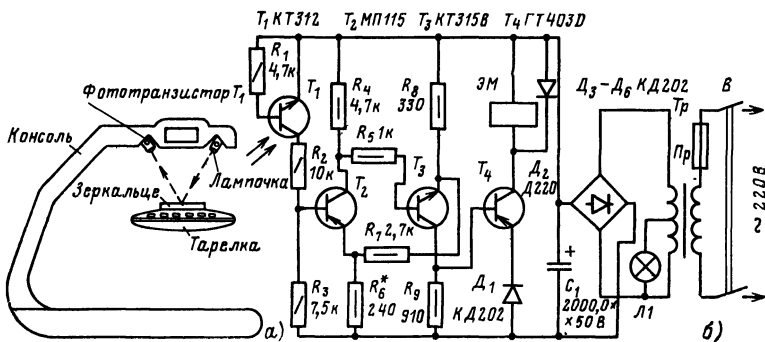 T₁ КТ312 T₂ МП115 T₃ КТ315В T₄ ГТ403D
R₁
4,7к
Фототранзистор T₁
T₁
R₄
4,7к
R₈
330
ЭМ
Д₃–Д₆ КД202
В
Тр
Пр
Консоль
R₅ 1к
R₂
10к
T₂
T₃
T₄
Д₂
Д220
Лампочка
Зеркальце
Тарелка
R₇ 2,7к
~ 220В
R₃
7,5к
R₆*
240
R₉
910
Д₁
КД202
+
C₁
2000,0×
×50В
Л1
а)
б)